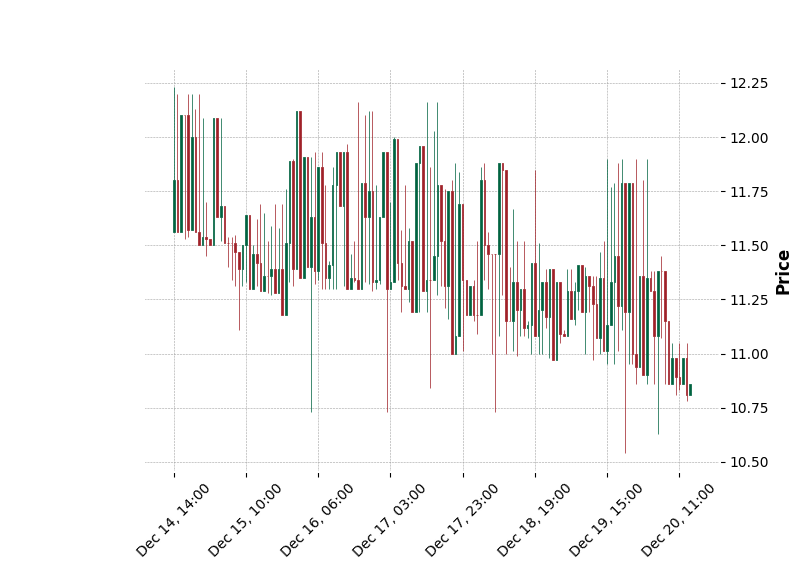 12.25
12.00
11.75
11.50
11.25
11.00
10.75
10.50
Price
Dec 14, 14:00
Dec 15, 10:00
Dec 16, 06:00
Dec 17, 03:00
Dec 17, 23:00
Dec 18, 19:00
Dec 19, 15:00
Dec 20, 11:00